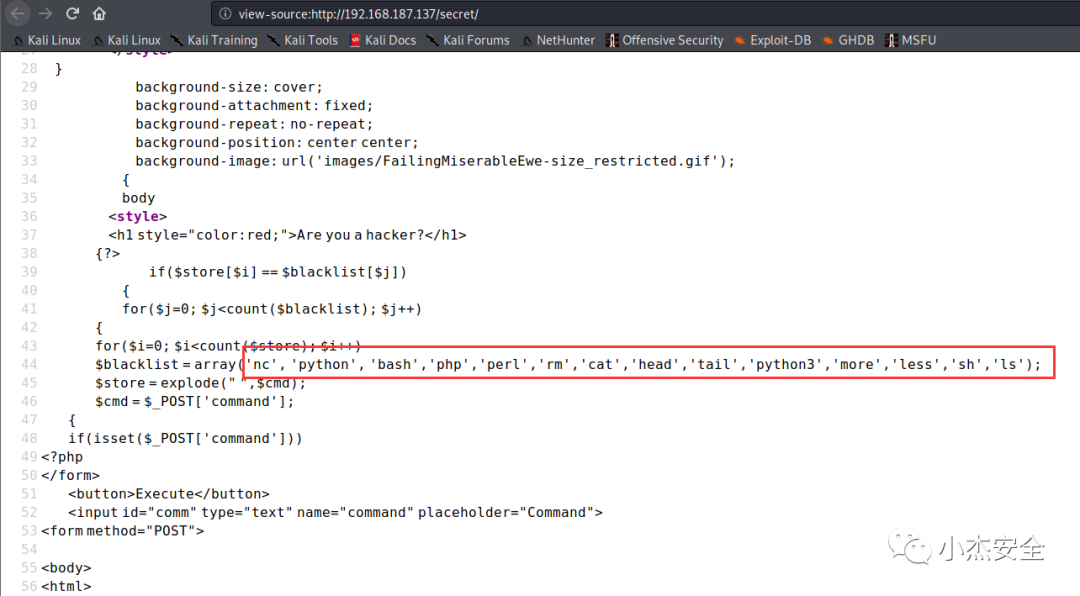 view-source:http://192.168.187.137/secret/
Kali Linux Kali Linux Kali Training Kali Tools Kali Docs Kali Forums NetHunter Offensive Security Exploit-DB GHDB MSFU
27 </style>
28 }
29 background-size: cover;
30 background-attachment: fixed;
31 background-repeat: no-repeat;
32 background-position: center center;
33 background-image: url('images/FailingMiserableEwe-size_restricted.gif');
34 {
35 body
36 <style>
37 <h1 style="color:red;">Are you a hacker?</h1>
38 {?>
39 if($store[$i] == $blacklist[$j])
40 {
41 for($j=0; $j<count($blacklist); $j++)
42 {
43 for($i=0; $i<count($store); $i++)
44 $blacklist = array('nc', 'python', 'bash','php','perl','rm','cat','head','tail','python3','more','less','sh','ls');
45 $store = explode(" ",$cmd);
46 $cmd = $_POST['command'];
47 {
48 if(isset($_POST['command']))
49 <?php
50 </form>
51 <button>Execute</button>
52 <input id="comm" type="text" name="command" placeholder="Command">
53 <form method="POST">
54
55 <body>
56 <html>
小杰安全